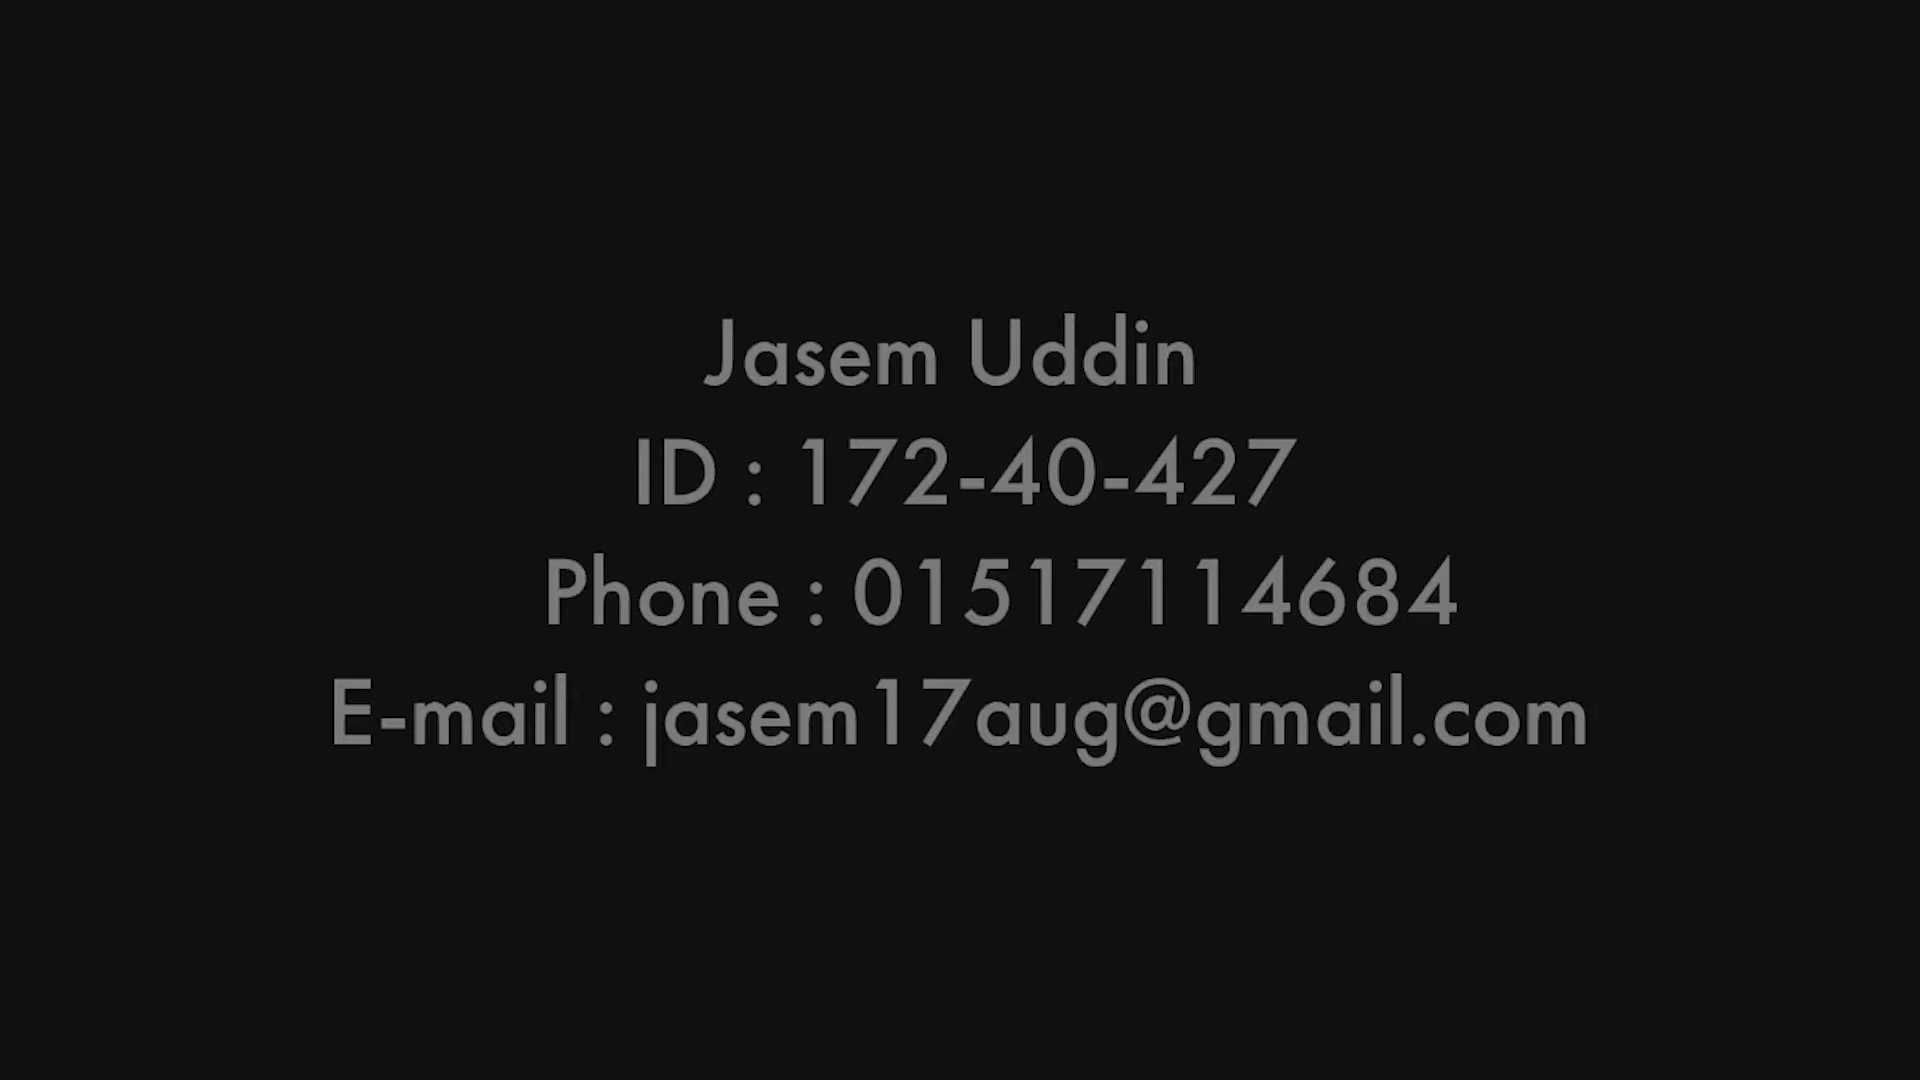 Jasem Uddin
ID : 172-40-427
Phone : 01517114684
E-mail : jasem17aug@gmail.com